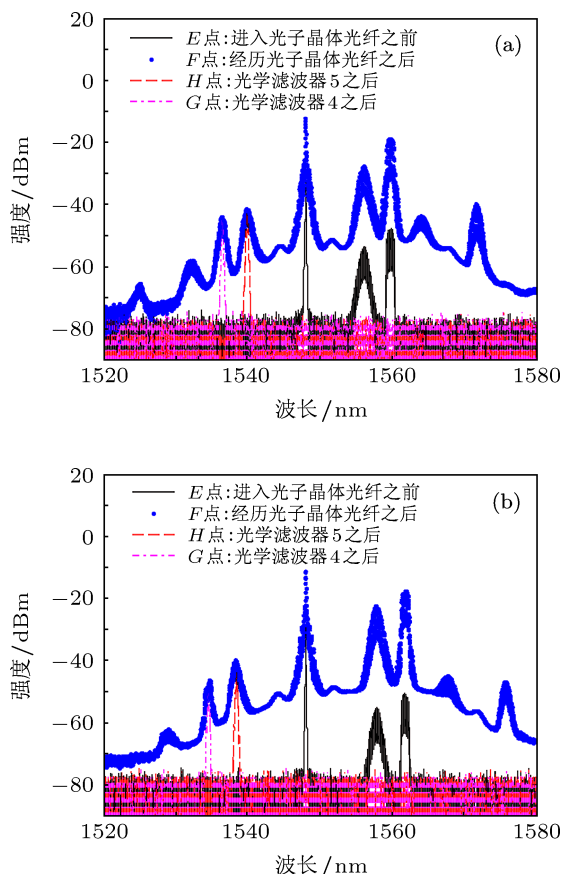 20
0
−20
−40
−60
−80
强度/dBm
E点:进入光子晶体光纤之前
F点:经历光子晶体光纤之后
H点:光学滤波器5之后
G点:光学滤波器4之后
(a)
1520
1540
1560
1580
波长/nm
20
0
−20
−40
−60
−80
强度/dBm
E点:进入光子晶体光纤之前
F点:经历光子晶体光纤之后
H点:光学滤波器5之后
G点:光学滤波器4之后
(b)
1520
1540
1560
1580
波长/nm